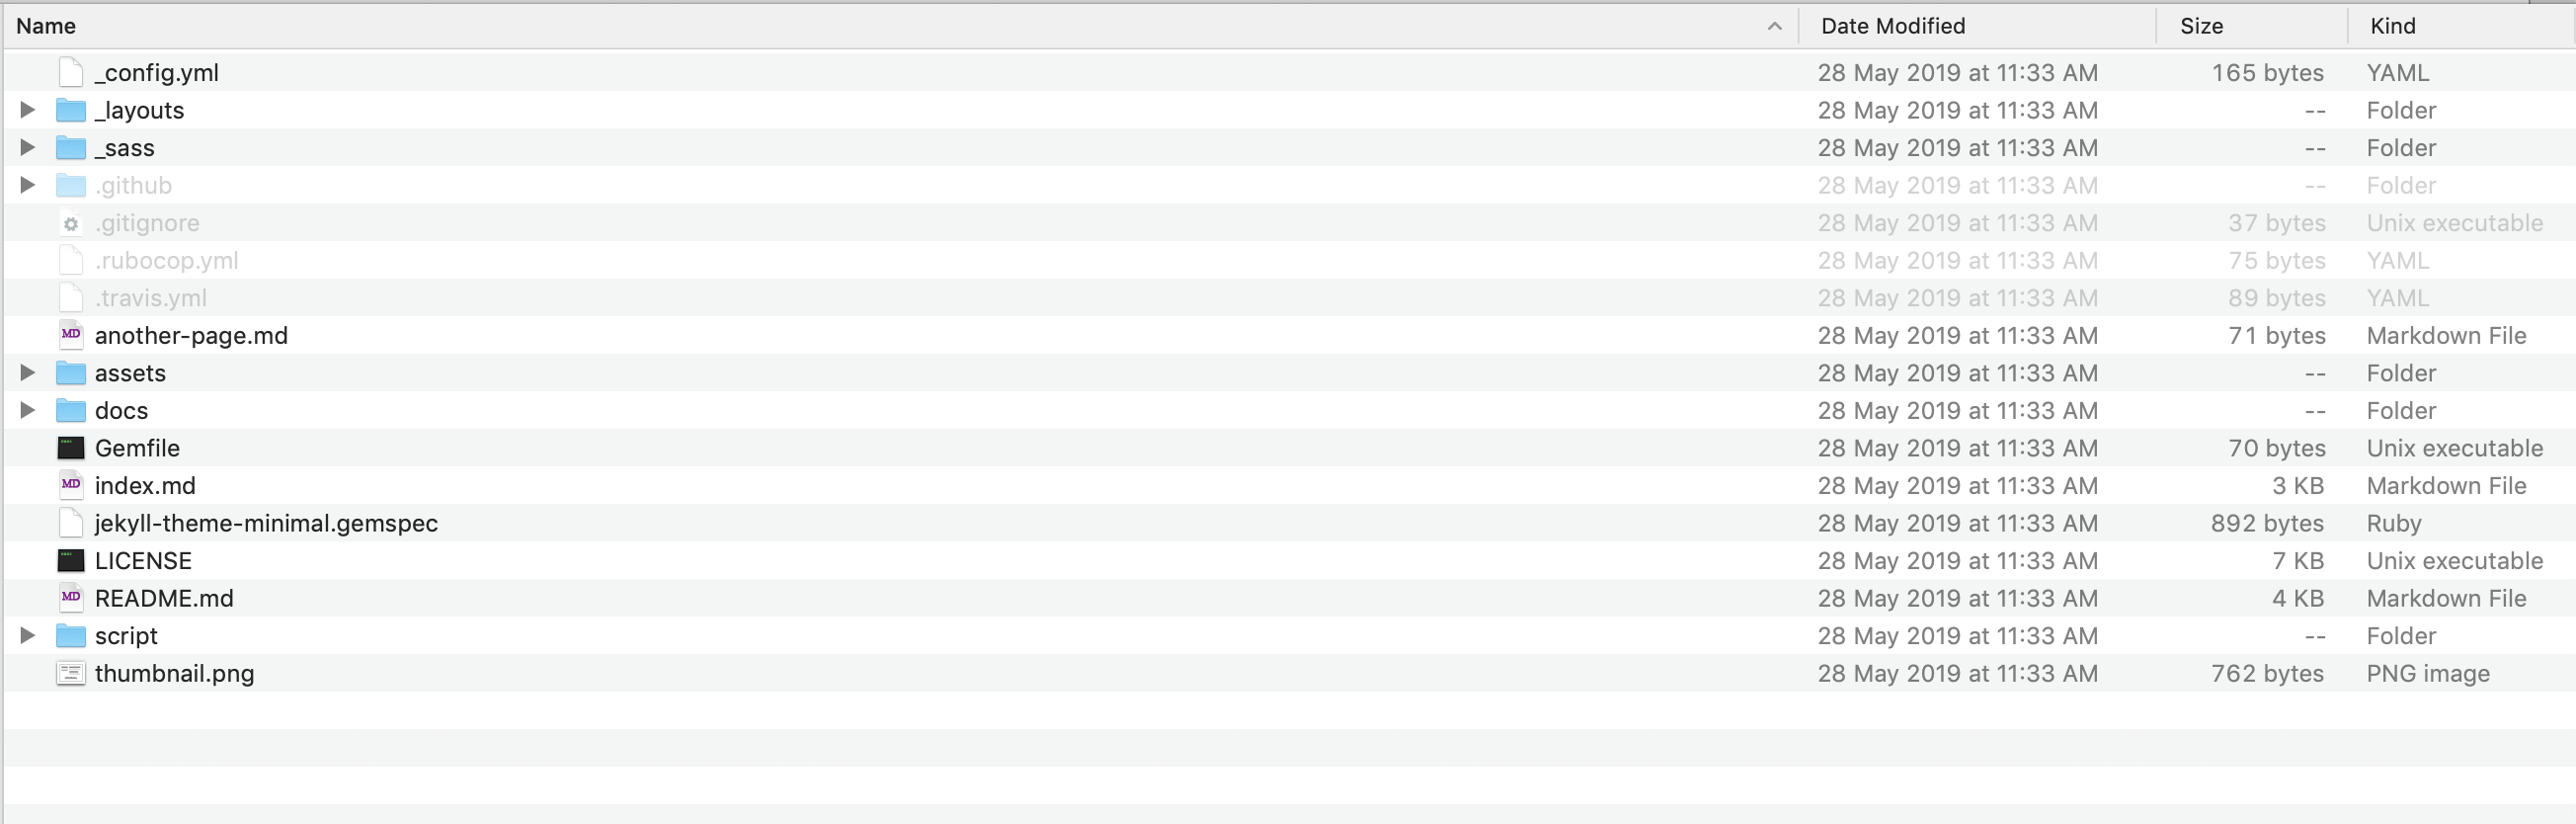 Name Date Modified Size Kind
_config.yml 28 May 2019 at 11:33 AM 165 bytes YAML
_layouts 28 May 2019 at 11:33 AM -- Folder
_sass 28 May 2019 at 11:33 AM -- Folder
.github 28 May 2019 at 11:33 AM -- Folder
.gitignore 28 May 2019 at 11:33 AM 37 bytes Unix executable
.rubocop.yml 28 May 2019 at 11:33 AM 75 bytes YAML
.travis.yml 28 May 2019 at 11:33 AM 89 bytes YAML
MD another-page.md 28 May 2019 at 11:33 AM 71 bytes Markdown File
assets 28 May 2019 at 11:33 AM -- Folder
docs 28 May 2019 at 11:33 AM -- Folder
Gemfile 28 May 2019 at 11:33 AM 70 bytes Unix executable
MD index.md 28 May 2019 at 11:33 AM 3 KB Markdown File
jekyll-theme-minimal.gemspec 28 May 2019 at 11:33 AM 892 bytes Ruby
LICENSE 28 May 2019 at 11:33 AM 7 KB Unix executable
MD README.md 28 May 2019 at 11:33 AM 4 KB Markdown File
script 28 May 2019 at 11:33 AM -- Folder
thumbnail.png 28 May 2019 at 11:33 AM 762 bytes PNG image